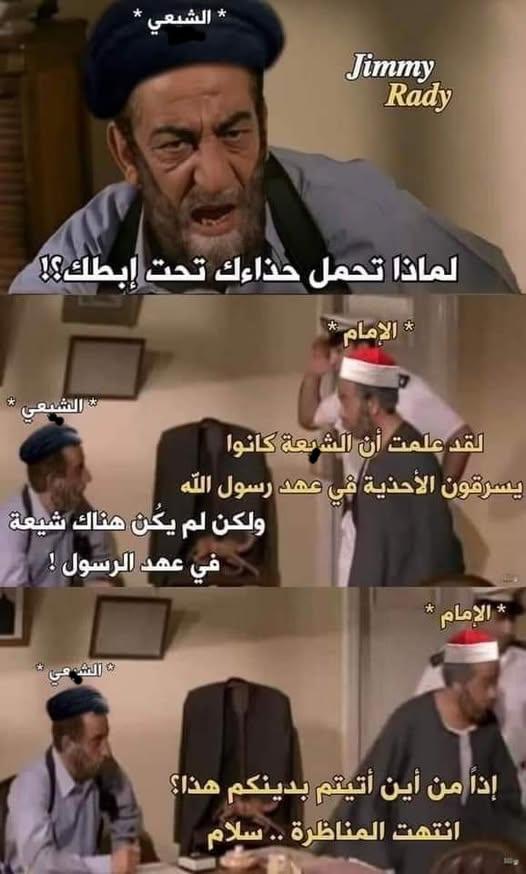 * الشيعي *
Jimmy
Rady
لماذا تحمل حذاءك تحت إبطك؟!!
* الإمام *
* الشيعي *
لقد علمت أن الشيعة كانوا
يسرقون الأحذية في عهد رسول الله
ولكن لم يكُن هناك شيعة
في عهد الرسول !
* الإمام *
* الشيعي *
إذاً من أين أتيتم بدينكم هذا؟
انتهت المناظرة .. سلام